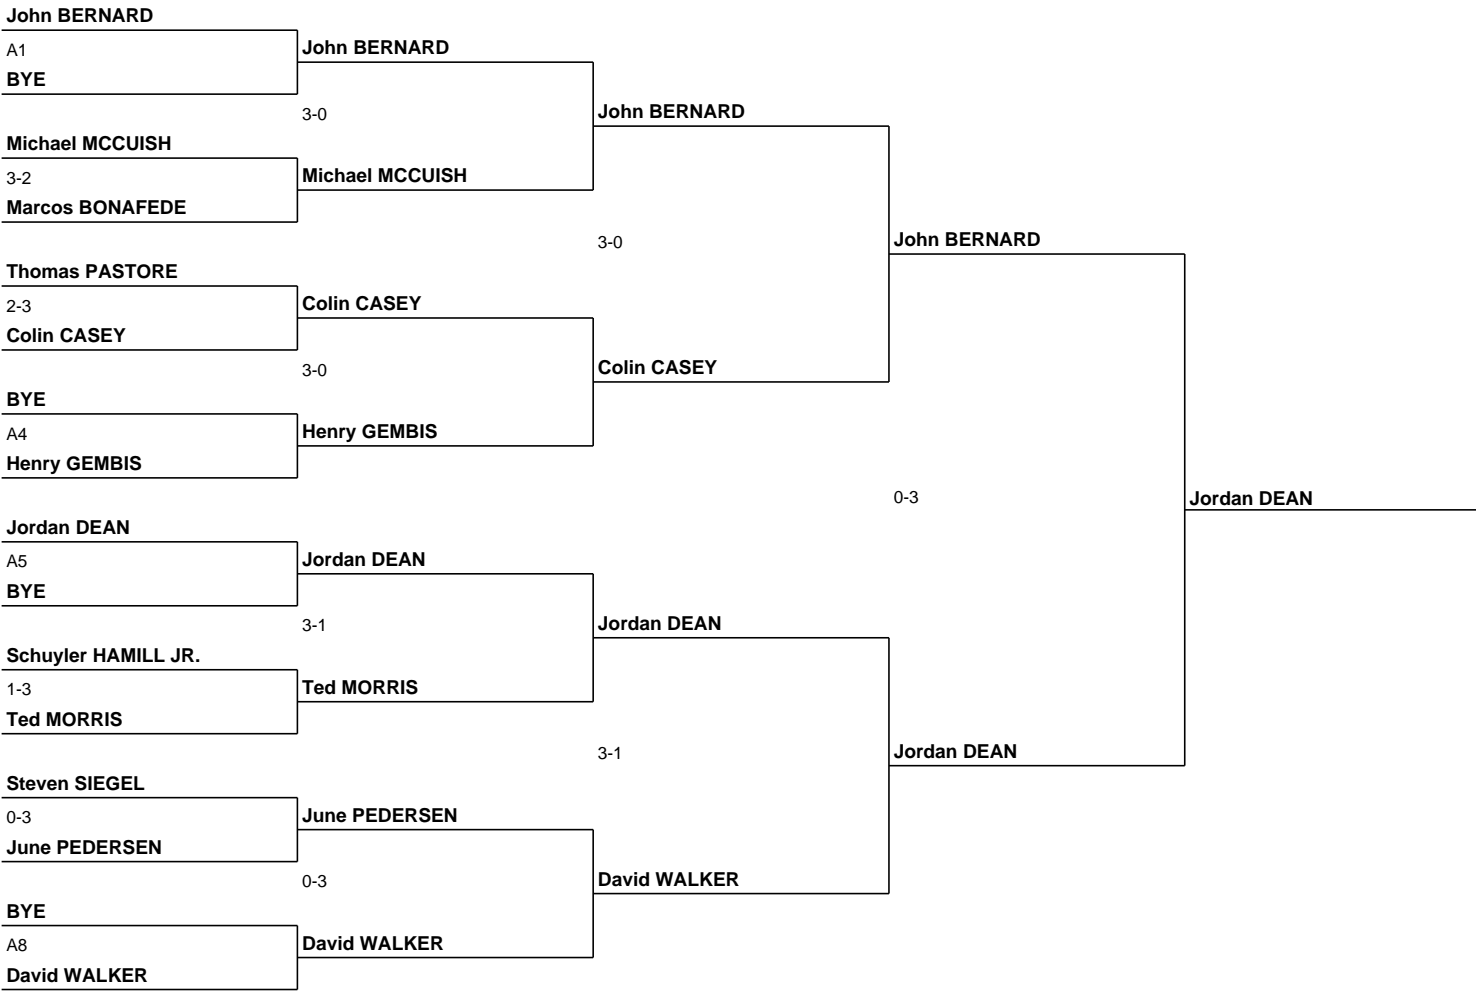 John BERNARD
A1
BYE
Michael MCCUISH
3-2
Marcos BONAFEDE
Thomas PASTORE
2-3
Colin CASEY
BYE
A4
Henry GEMBIS
Jordan DEAN
A5
BYE
Schuyler HAMILL JR.
1-3
Ted MORRIS
Steven SIEGEL
0-3
June PEDERSEN
BYE
A8
David WALKER
John BERNARD
3-0
Michael MCCUISH
Colin CASEY
3-0
Henry GEMBIS
Jordan DEAN
3-1
Ted MORRIS
June PEDERSEN
0-3
David WALKER
John BERNARD
3-0
Colin CASEY
Jordan DEAN
3-1
David WALKER
John BERNARD
0-3
Jordan DEAN
Jordan DEAN